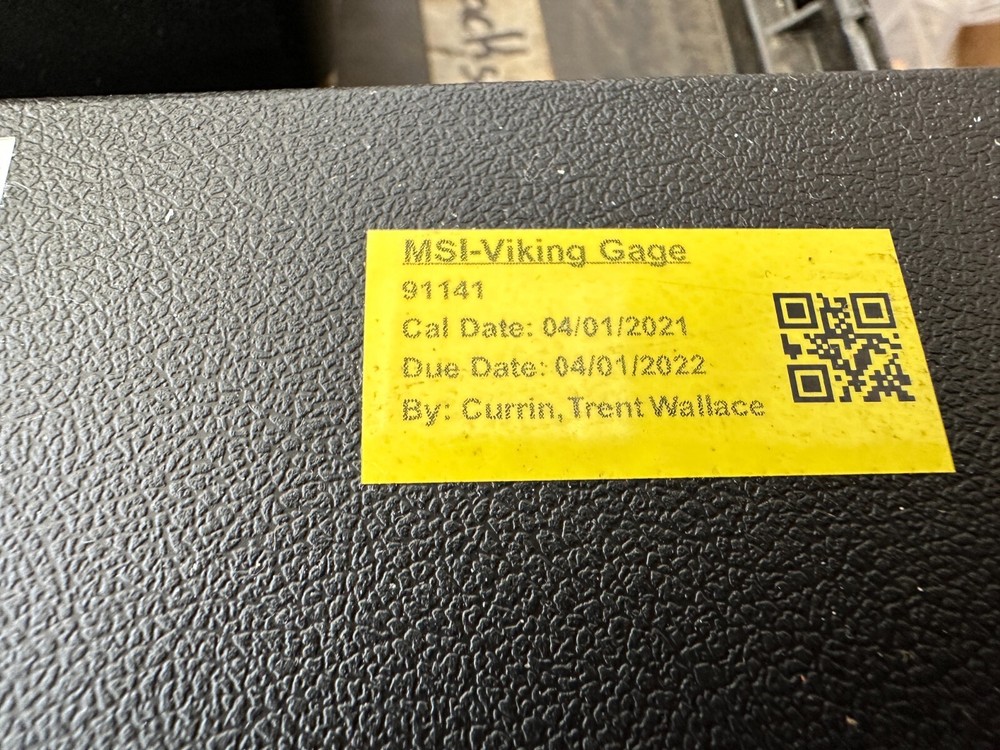 MSI-Viking Gage
91141
Cal Date: 04/01/2021
Due Date: 04/01/2022
By: Currin,Trent Wallace